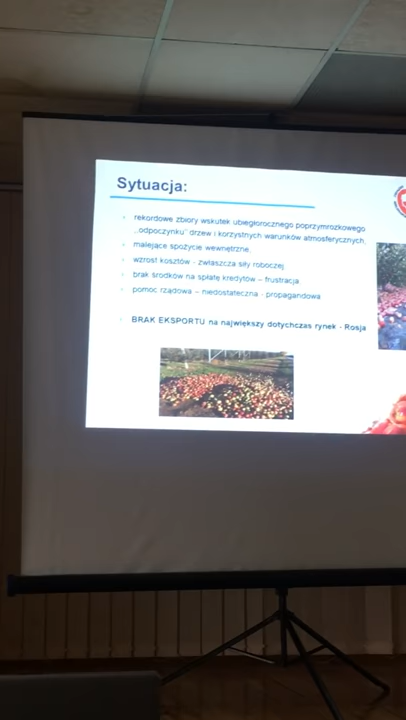 Sytuacja:
rekordowe zbiory wskutek ubiegłorocznego poprzymrozkowego
„odpoczynku” drzew i korzystnych warunków atmosferycznych,
malejące spożycie wewnętrzne,
wzrost kosztów - zwłaszcza siły roboczej
brak środków na spłatę kredytów – frustracja
pomoc rządowa – niedostateczna - propagandowa
BRAK EKSPORTU na największy dotychczas rynek - Rosja